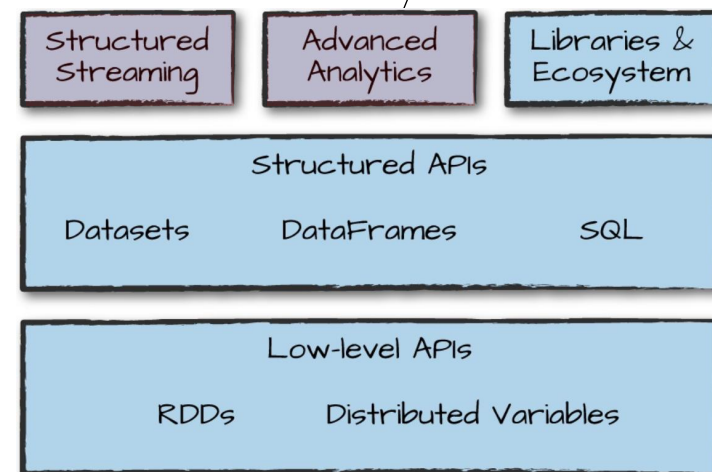 Structured
Streaming
Advanced
Analytics
Libraries &
Ecosystem
Structured APIs
Datasets DataFrames SQL
Low-level APIs
RDDs Distributed Variables